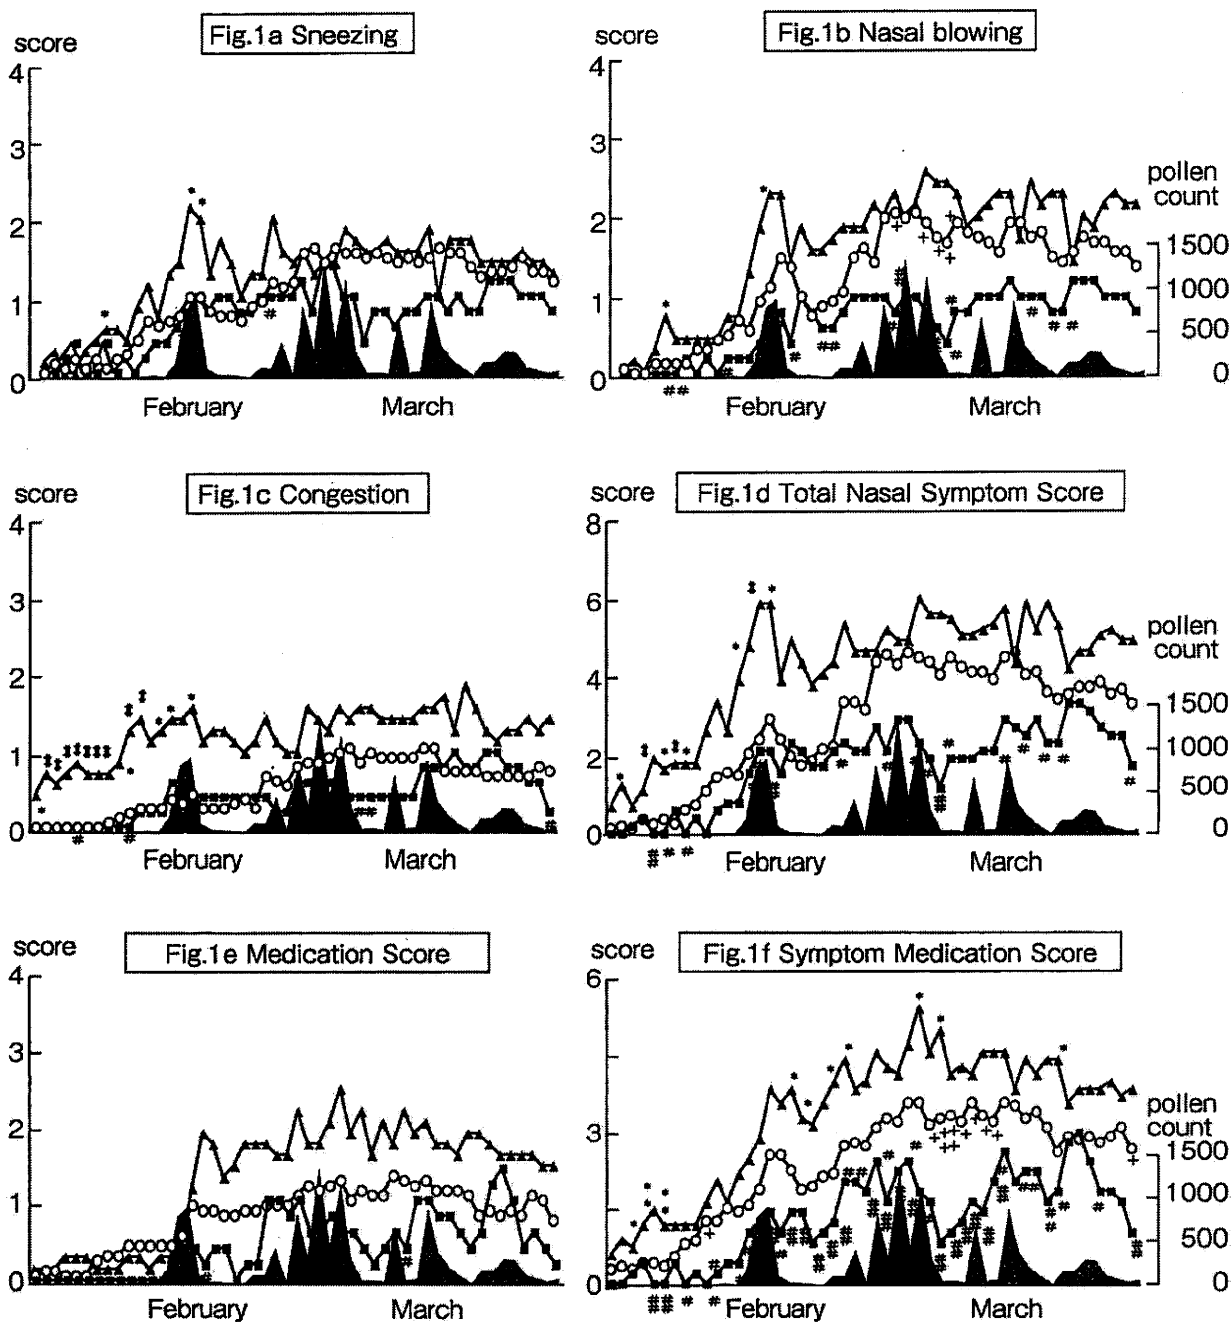 Fig.1a Sneezing
score
4
3
2
1
0
February
March
Fig.1b Nasal blowing
score
4
3
2
1
0
pollen
count
1500
1000
500
0
February
March
Fig.1c Congestion
score
4
3
2
1
0
February
March
Fig.1d Total Nasal Symptom Score
score
8
6
4
2
0
pollen
count
1500
1000
500
0
February
March
Fig.1e Medication Score
score
4
3
2
1
0
February
March
Fig.1f Symptom Medication Score
score
6
3
0
pollen
count
1500
1000
500
0
February
March